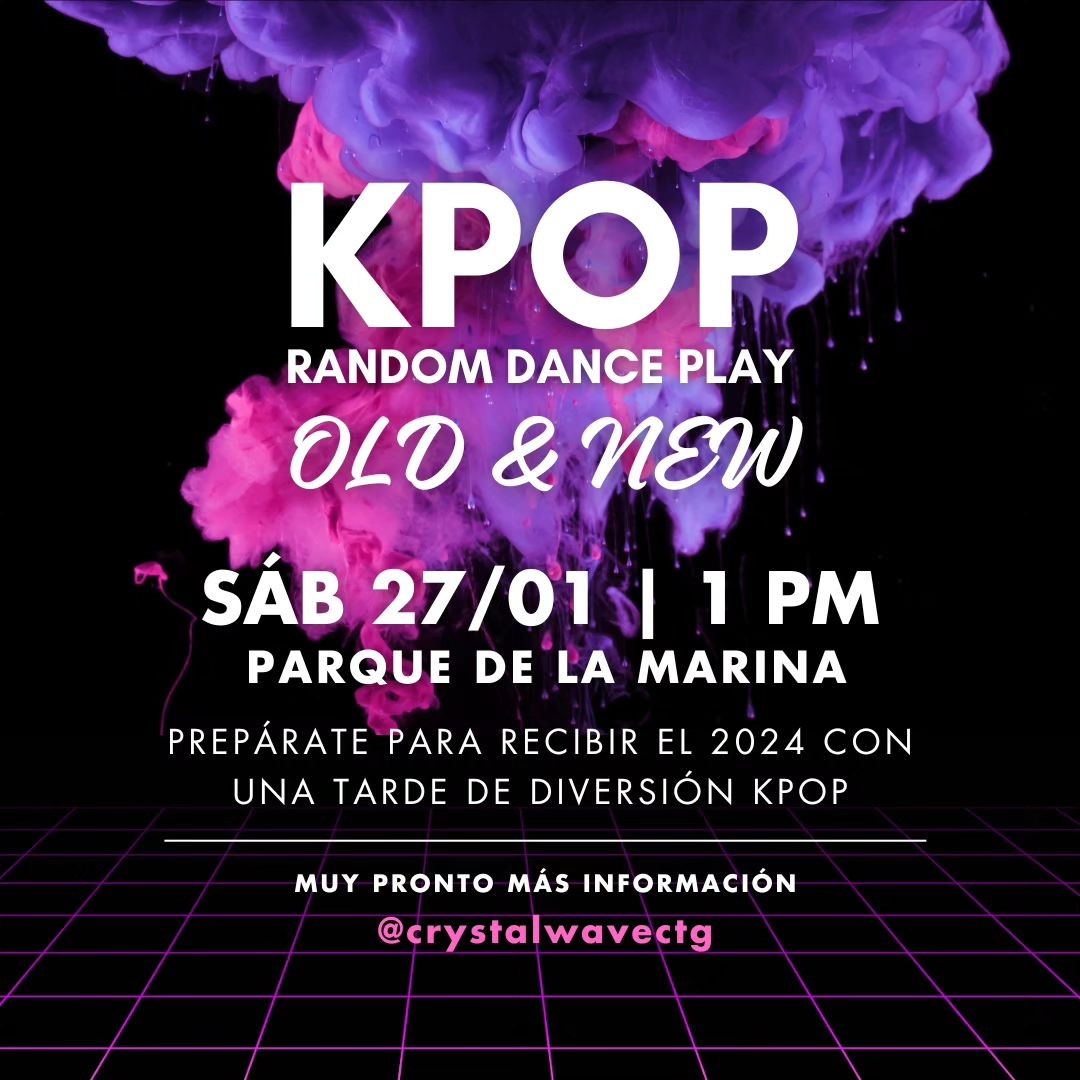 KPOP
RANDOM DANCE PLAY
OLD & NEW
SÁB 27/01 | 1 PM
PARQUE DE LA MARINA
PREPÁRATE PARA RECIBIR EL 2024 CON
UNA TARDE DE DIVERSIÓN KPOP
MUY PRONTO MÁS INFORMACIÓN
@crystalwavectg